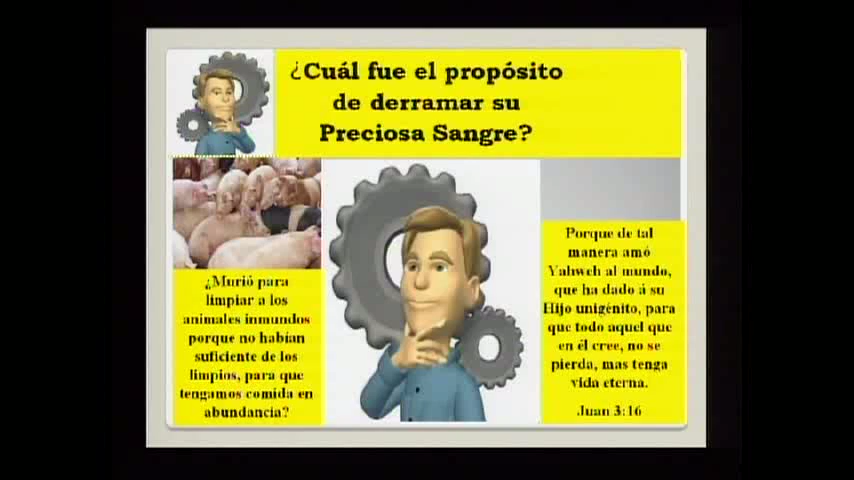 ¿Cuál fue el propósito
de derramar su
Preciosa Sangre?
¿Murió para
limpiar a los
animales inmundos
porque no habían
suficiente de los
limpios, para que
tengamos comida en
abundancia?
Porque de tal
manera amó
Yahweh al mundo,
que ha dado á su
Hijo unigénito, para
que todo aquel que
en él cree, no se
pierda, mas tenga
vida eterna.
Juan 3:16